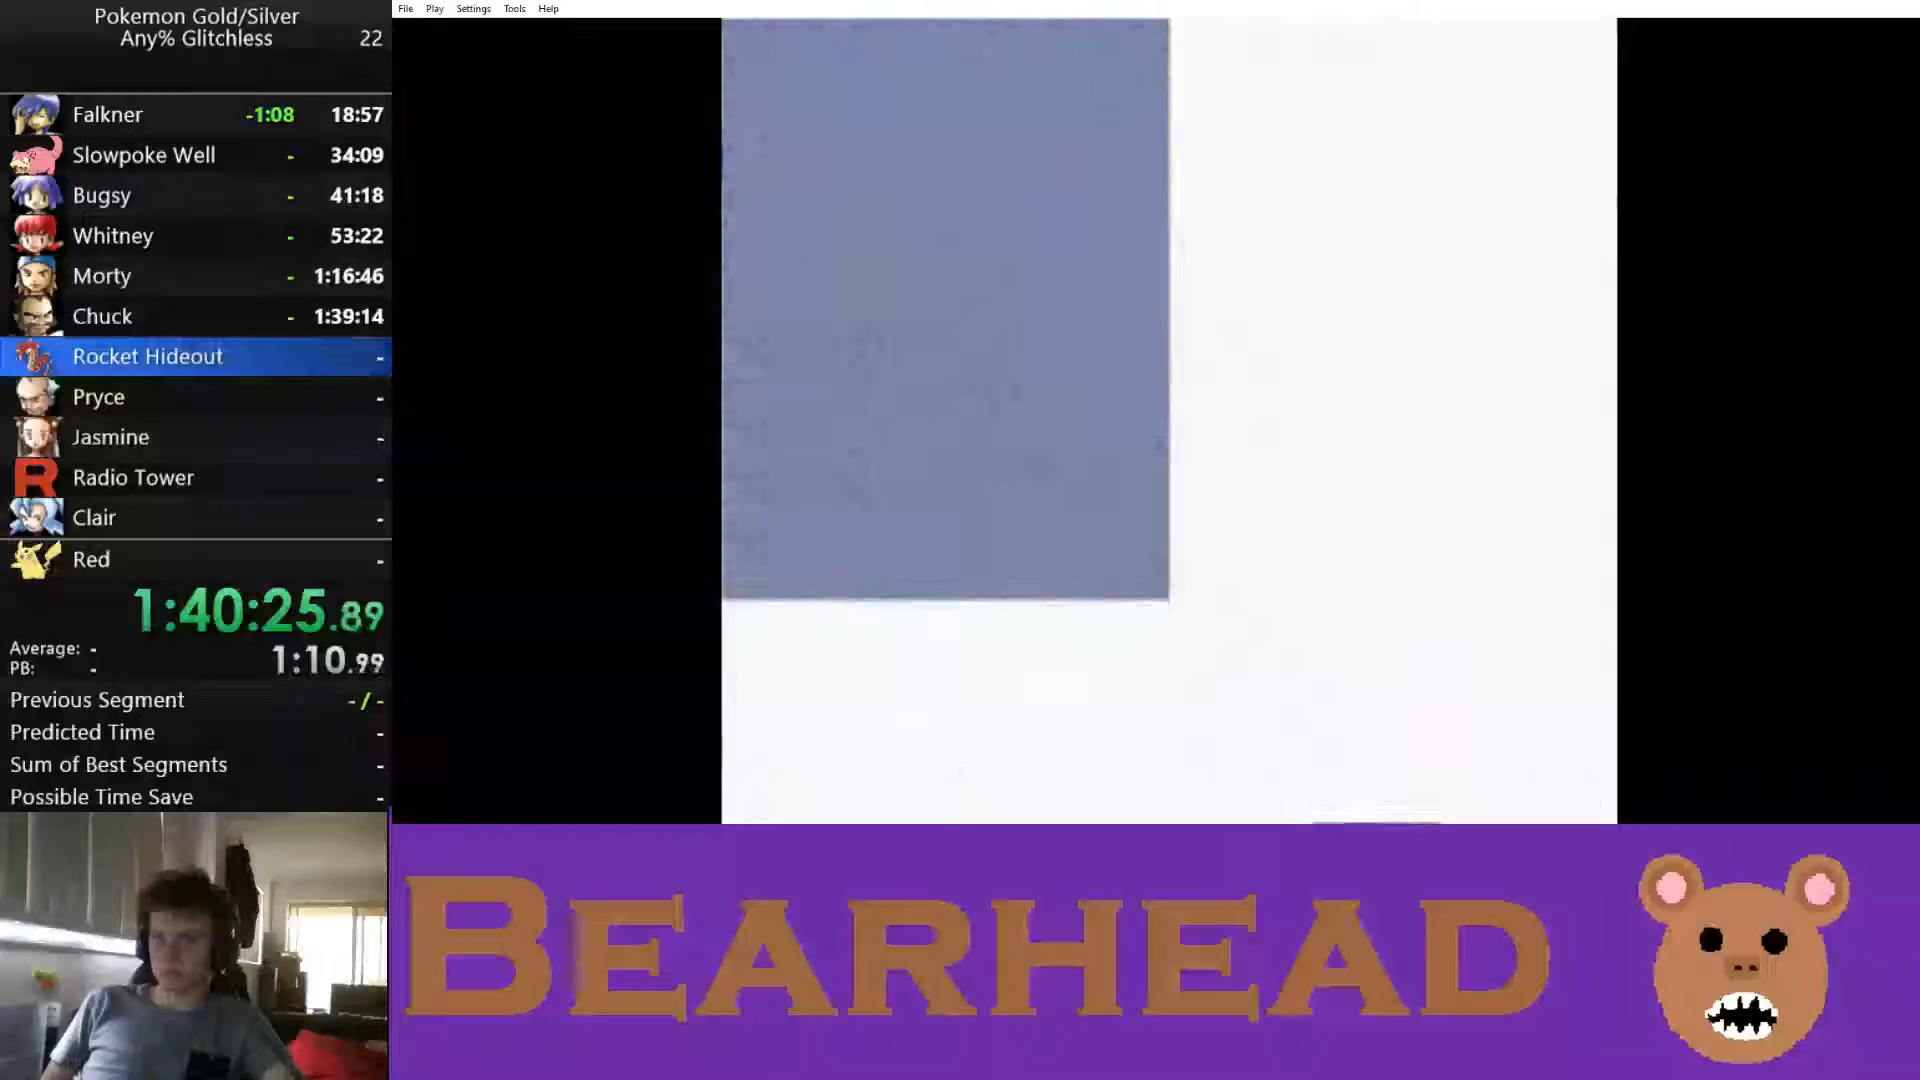 Pokemon Gold/Silver
Any% Glitchless 22
File Play Settings Tools Help
Falkner -1:08 18:57
Slowpoke Well - 34:09
Bugsy - 41:18
Whitney - 53:22
Morty - 1:16:46
Chuck - 1:39:14
Rocket Hideout -
Pryce -
Jasmine -
R Radio Tower -
Clair -
Red -
1:40:25.89
Average: -
PB: - 1:10.99
Previous Segment - / -
Predicted Time -
Sum of Best Segments -
Possible Time Save -
BEARHEAD